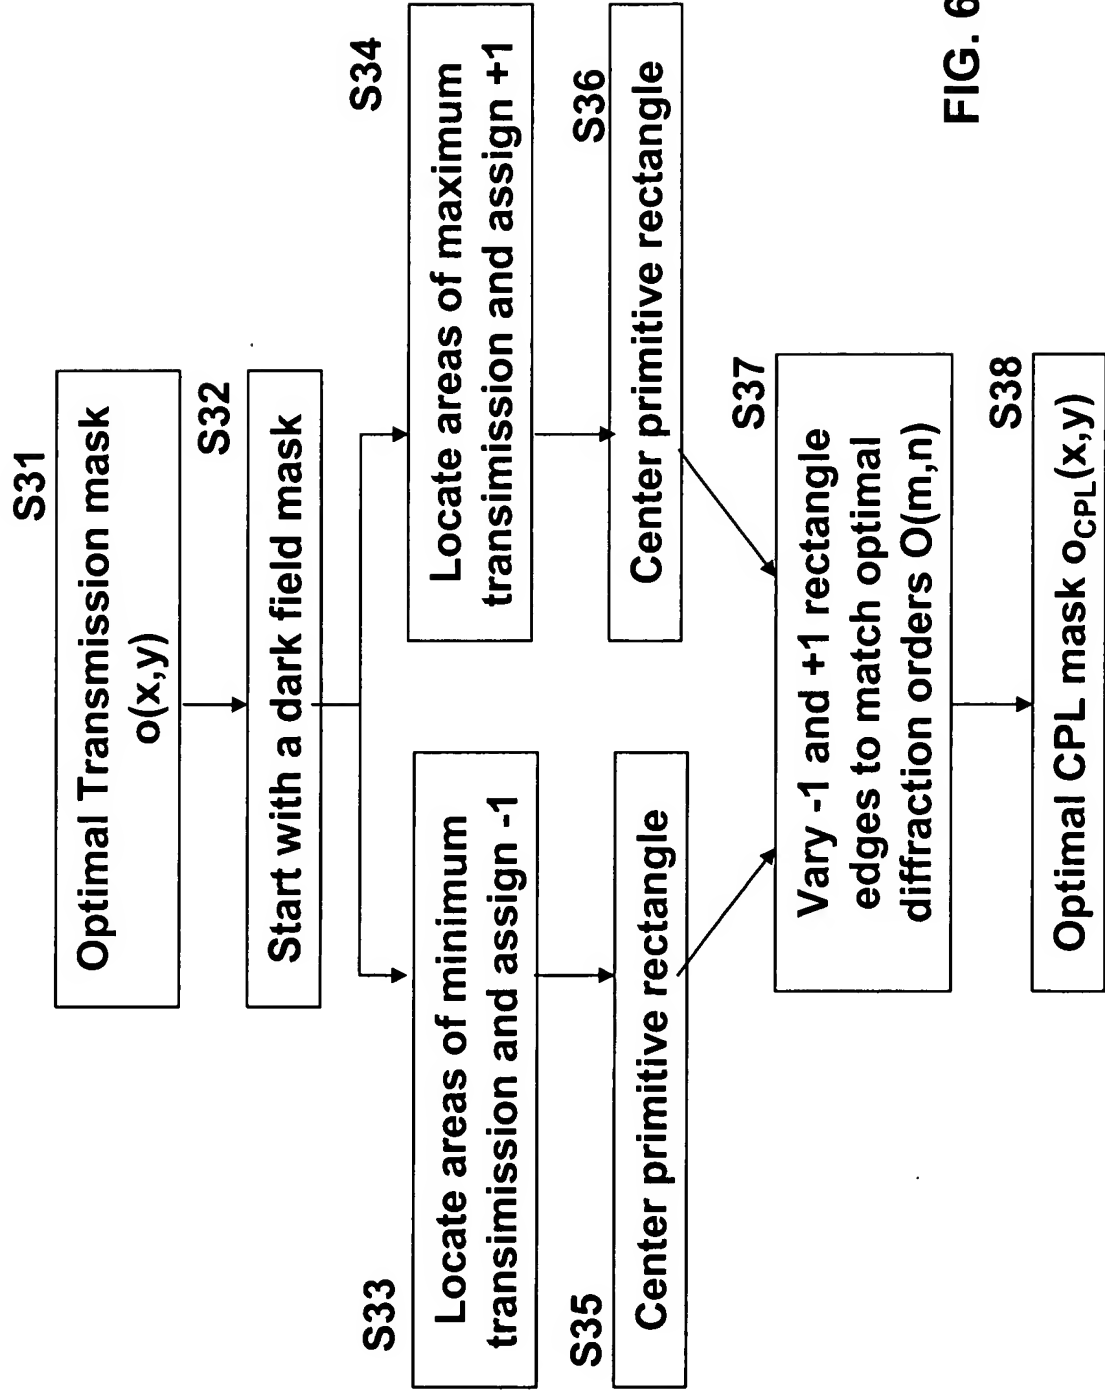 S31
Optimal Transmission mask
o(x,y)
S32
Start with a dark field mask
S33
Locate areas of minimum
transimission and assign -1
S34
Locate areas of maximum
transimission and assign +1
S35
Center primitive rectangle
S36
Center primitive rectangle
S37
Vary -1 and +1 rectangle
edges to match optimal
diffraction orders O(m,n)
S38
Optimal CPL mask oCPL(x,y)
FIG. 6